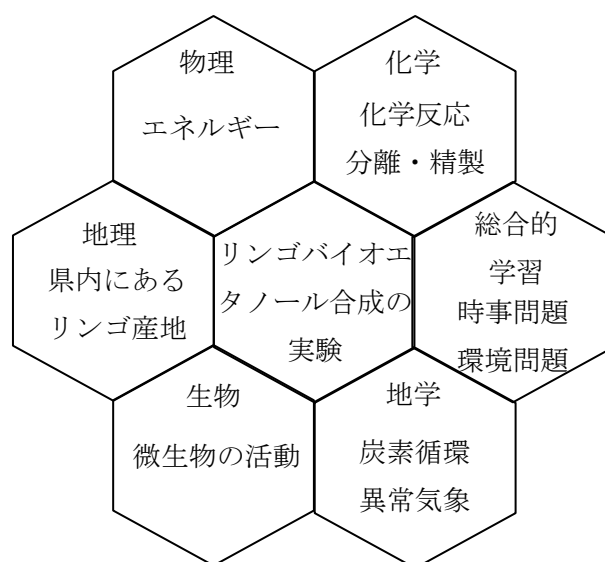 物理
エネルギー
化学
化学反応
分離・精製
地理
県内にある
リンゴ産地
リンゴバイオエ
タノール合成の
実験
総合的
学習
時事問題
環境問題
生物
微生物の活動
地学
炭素循環
異常気象